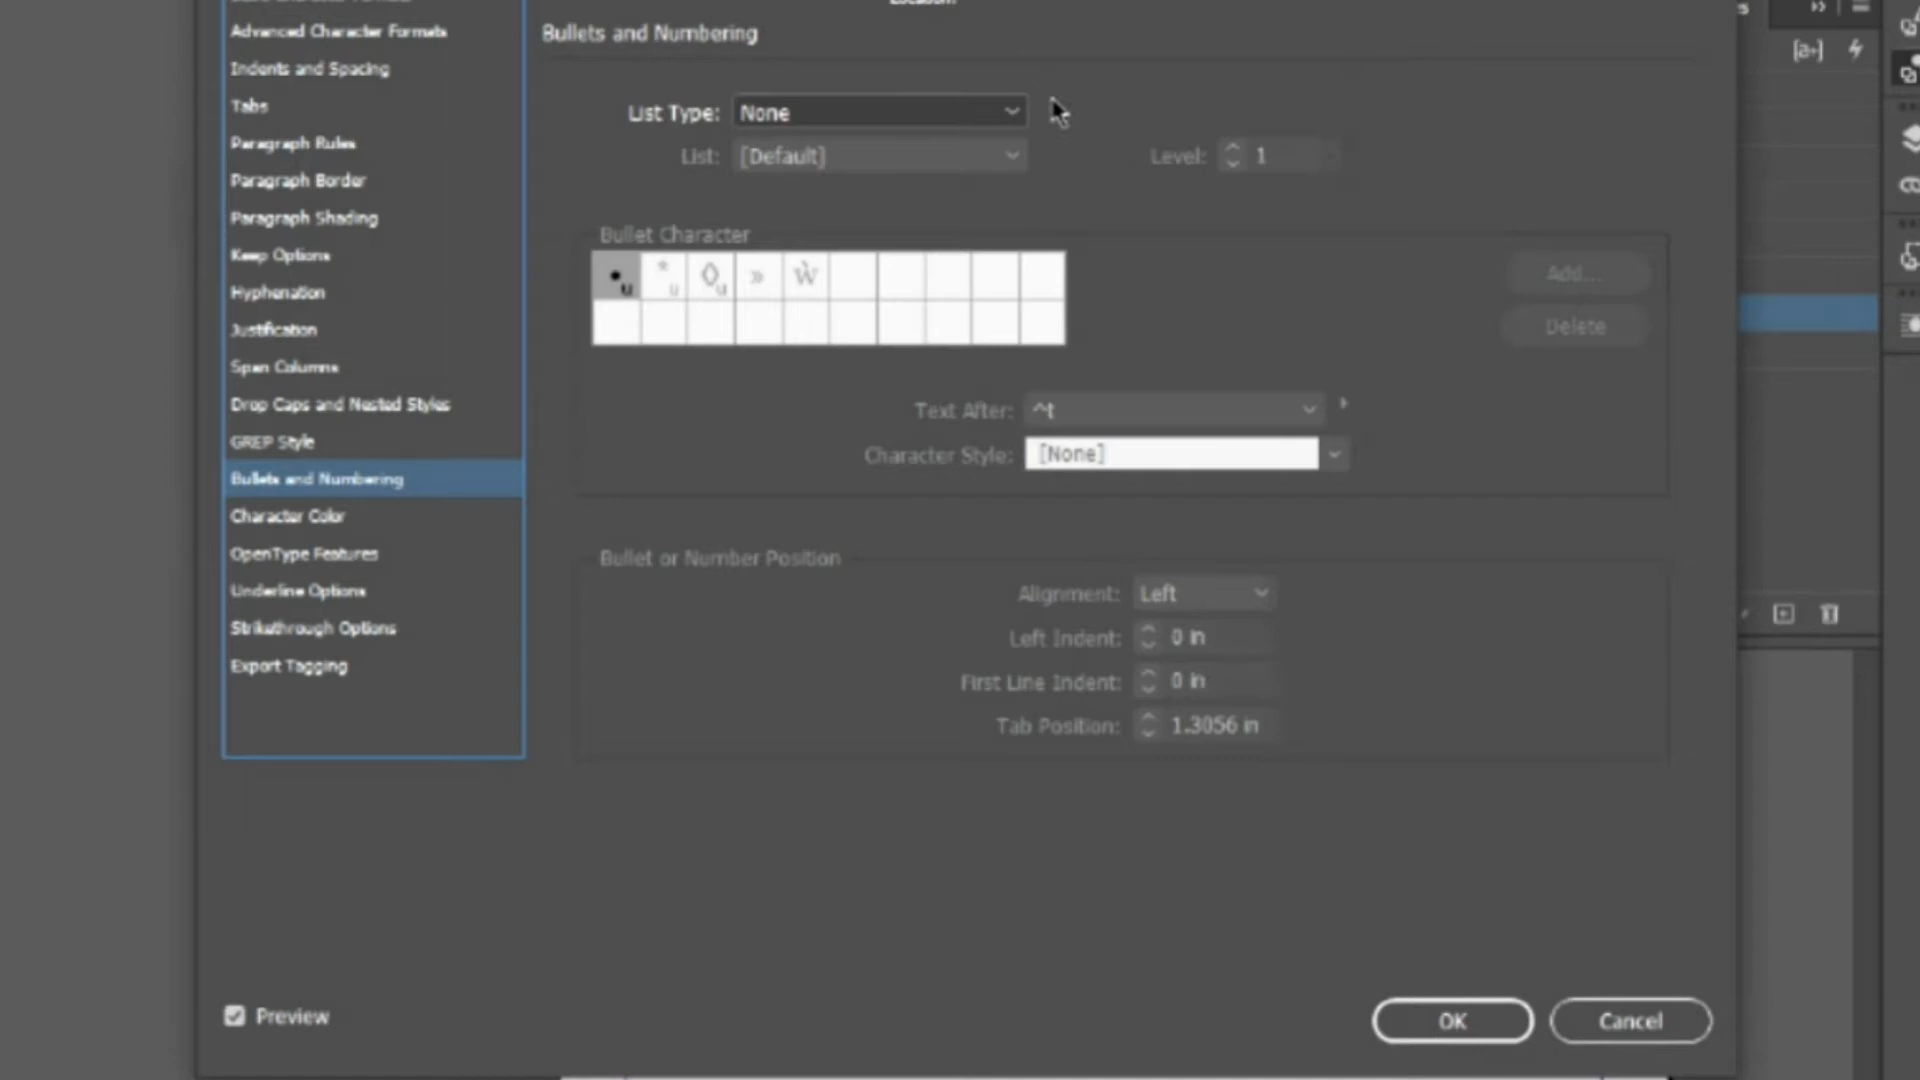 Location:
Advanced Character Formats
Bullets and Numbering
Indents and Spacing
Tabs
List Type: None
Paragraph Rules
List: [Default]
Level: 1
Paragraph Border
Paragraph Shading
Bullet Character
Keep Options
• u * u ◊ u » Ẁ
Add...
Hyphenation
Justification
Delete
Span Columns
Drop Caps and Nested Styles
Text After: ^t
GREP Style
Character Style: [None]
Bullets and Numbering
Character Color
OpenType Features
Bullet or Number Position
Underline Options
Alignment: Left
Strikethrough Options
Left Indent: 0 in
Export Tagging
First Line Indent: 0 in
Tab Position: 1.3056 in
Preview
OK
Cancel
[a+]